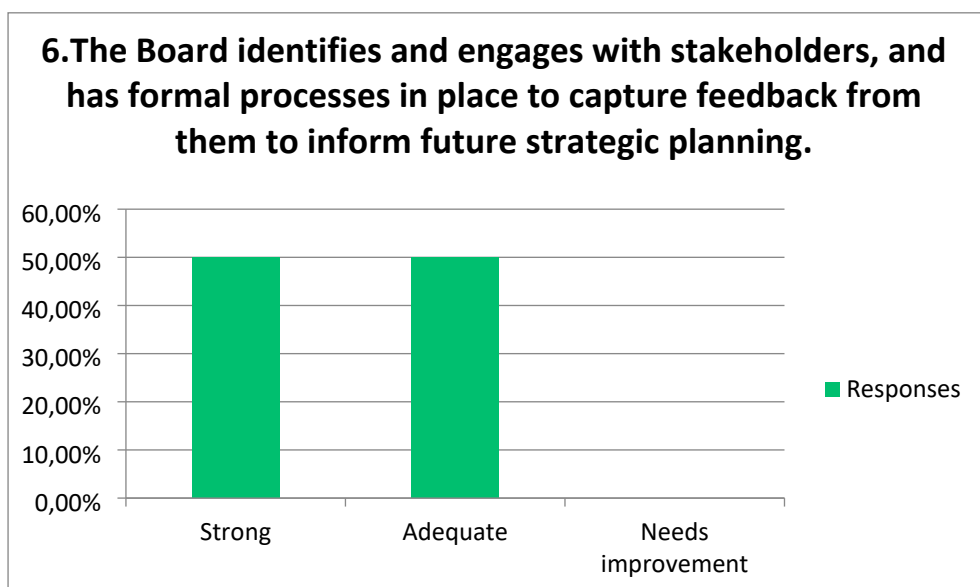 6.The Board identifies and engages with stakeholders, and
has formal processes in place to capture feedback from
them to inform future strategic planning.
60,00%
50,00%
40,00%
30,00%
20,00%
10,00%
0,00%
Strong
Adequate
Needs
improvement
Responses